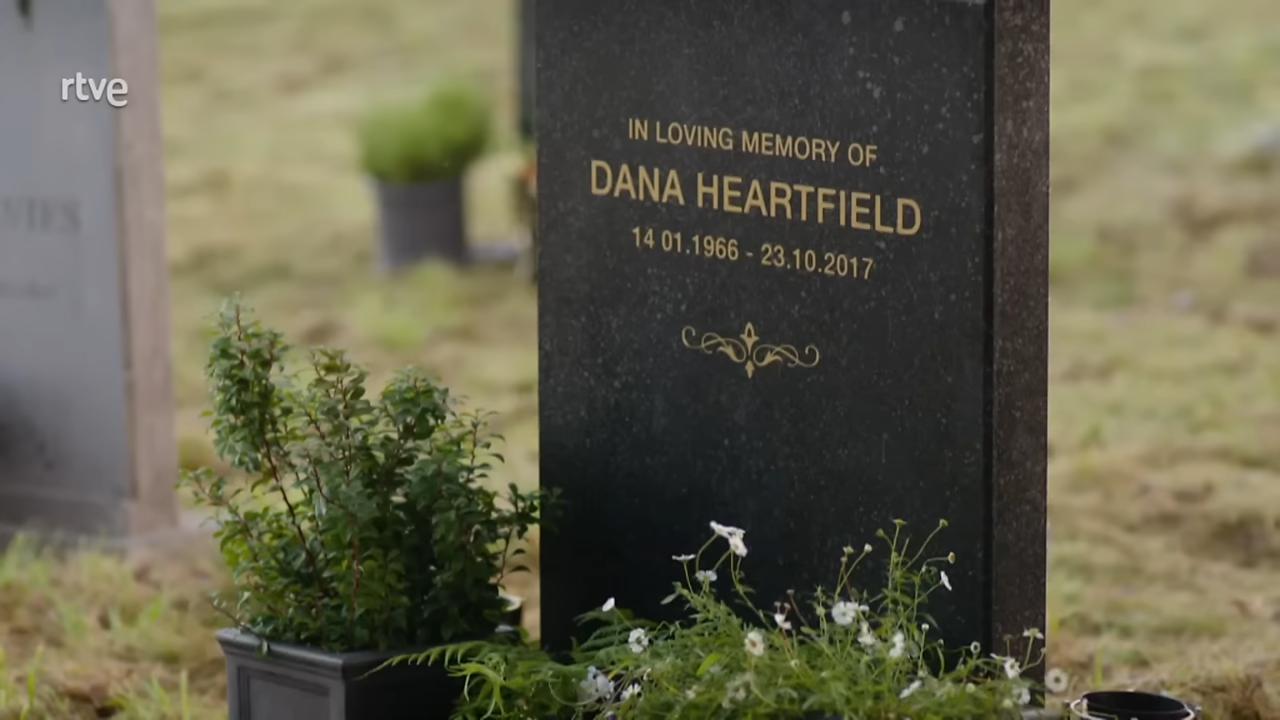 rtve
IN LOVING MEMORY OF
DANA HEARTFIELD
14 01.1966 - 23.10.2017